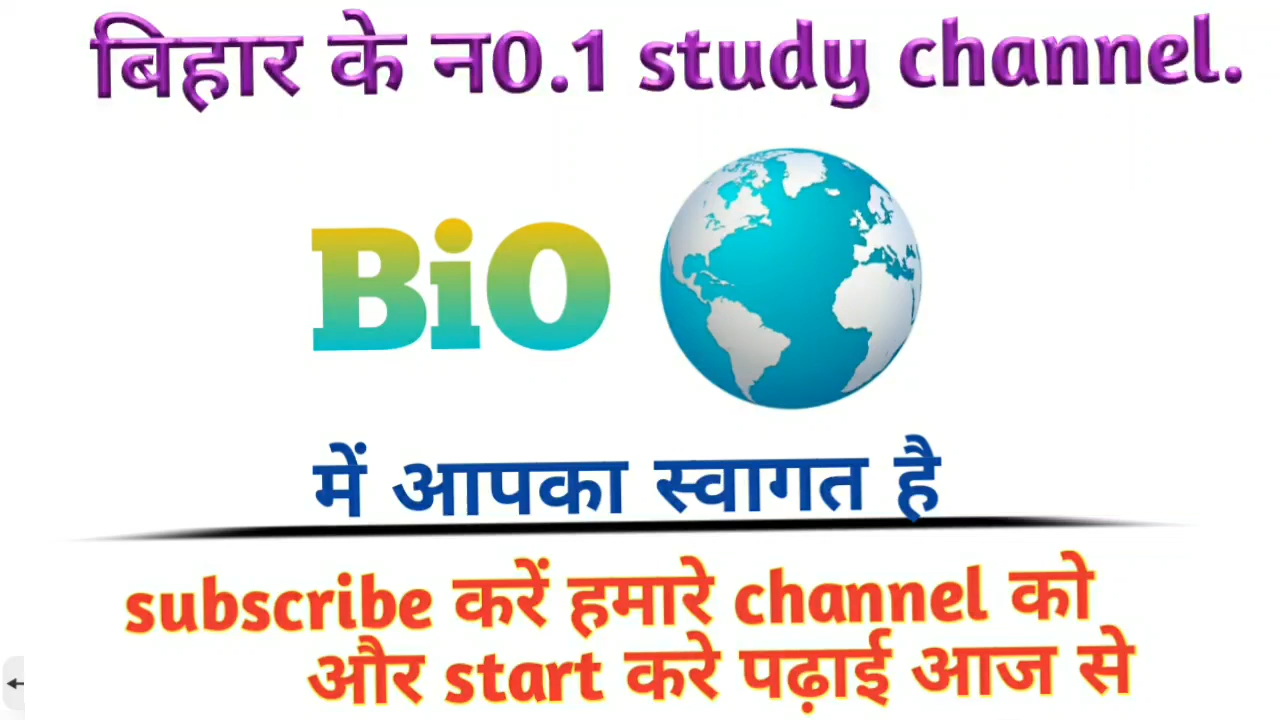 बिहार के न0.1 study channel.
BiO
में आपका स्वागत है
subscribe करें हमारे channel को
और start करे पढ़ाई आज से